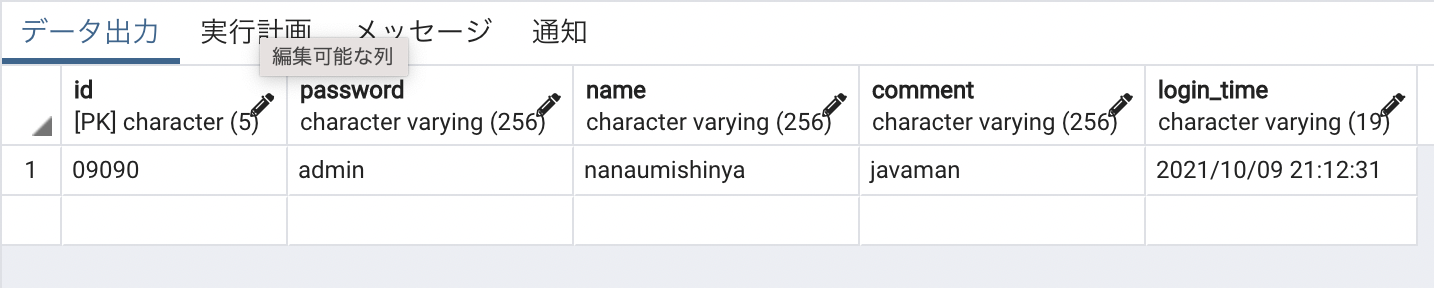 データ出力 実行計画 メッセージ 通知
編集可能な列
id password name comment login_time
[PK] character (5) character varying (256) character varying (256) character varying (256) character varying (19)
1 09090 admin nanaumishinya javaman 2021/10/09 21:12:31